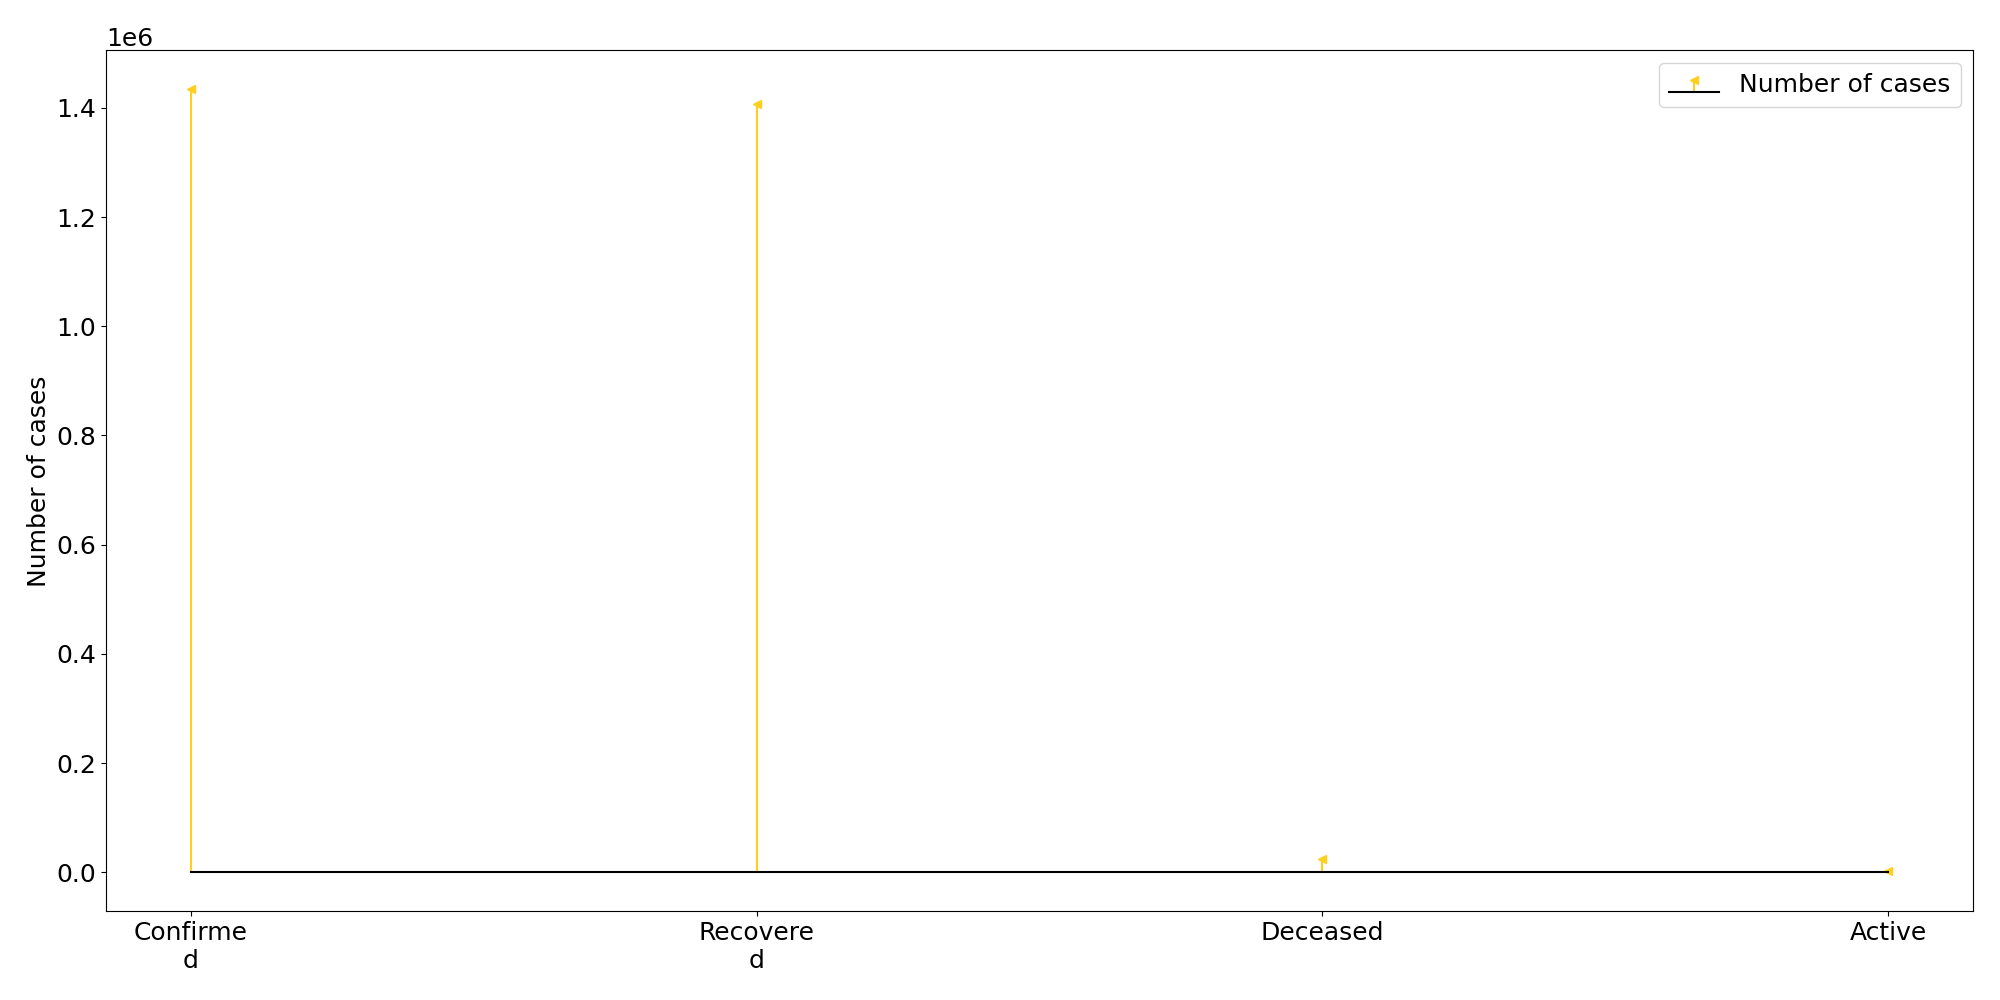 1e6
Number of cases
1.4
1.2
1.0
0.8
0.6
0.4
0.2
0.0
Number of cases
Confirme
d
Recovere
d
Deceased
Active